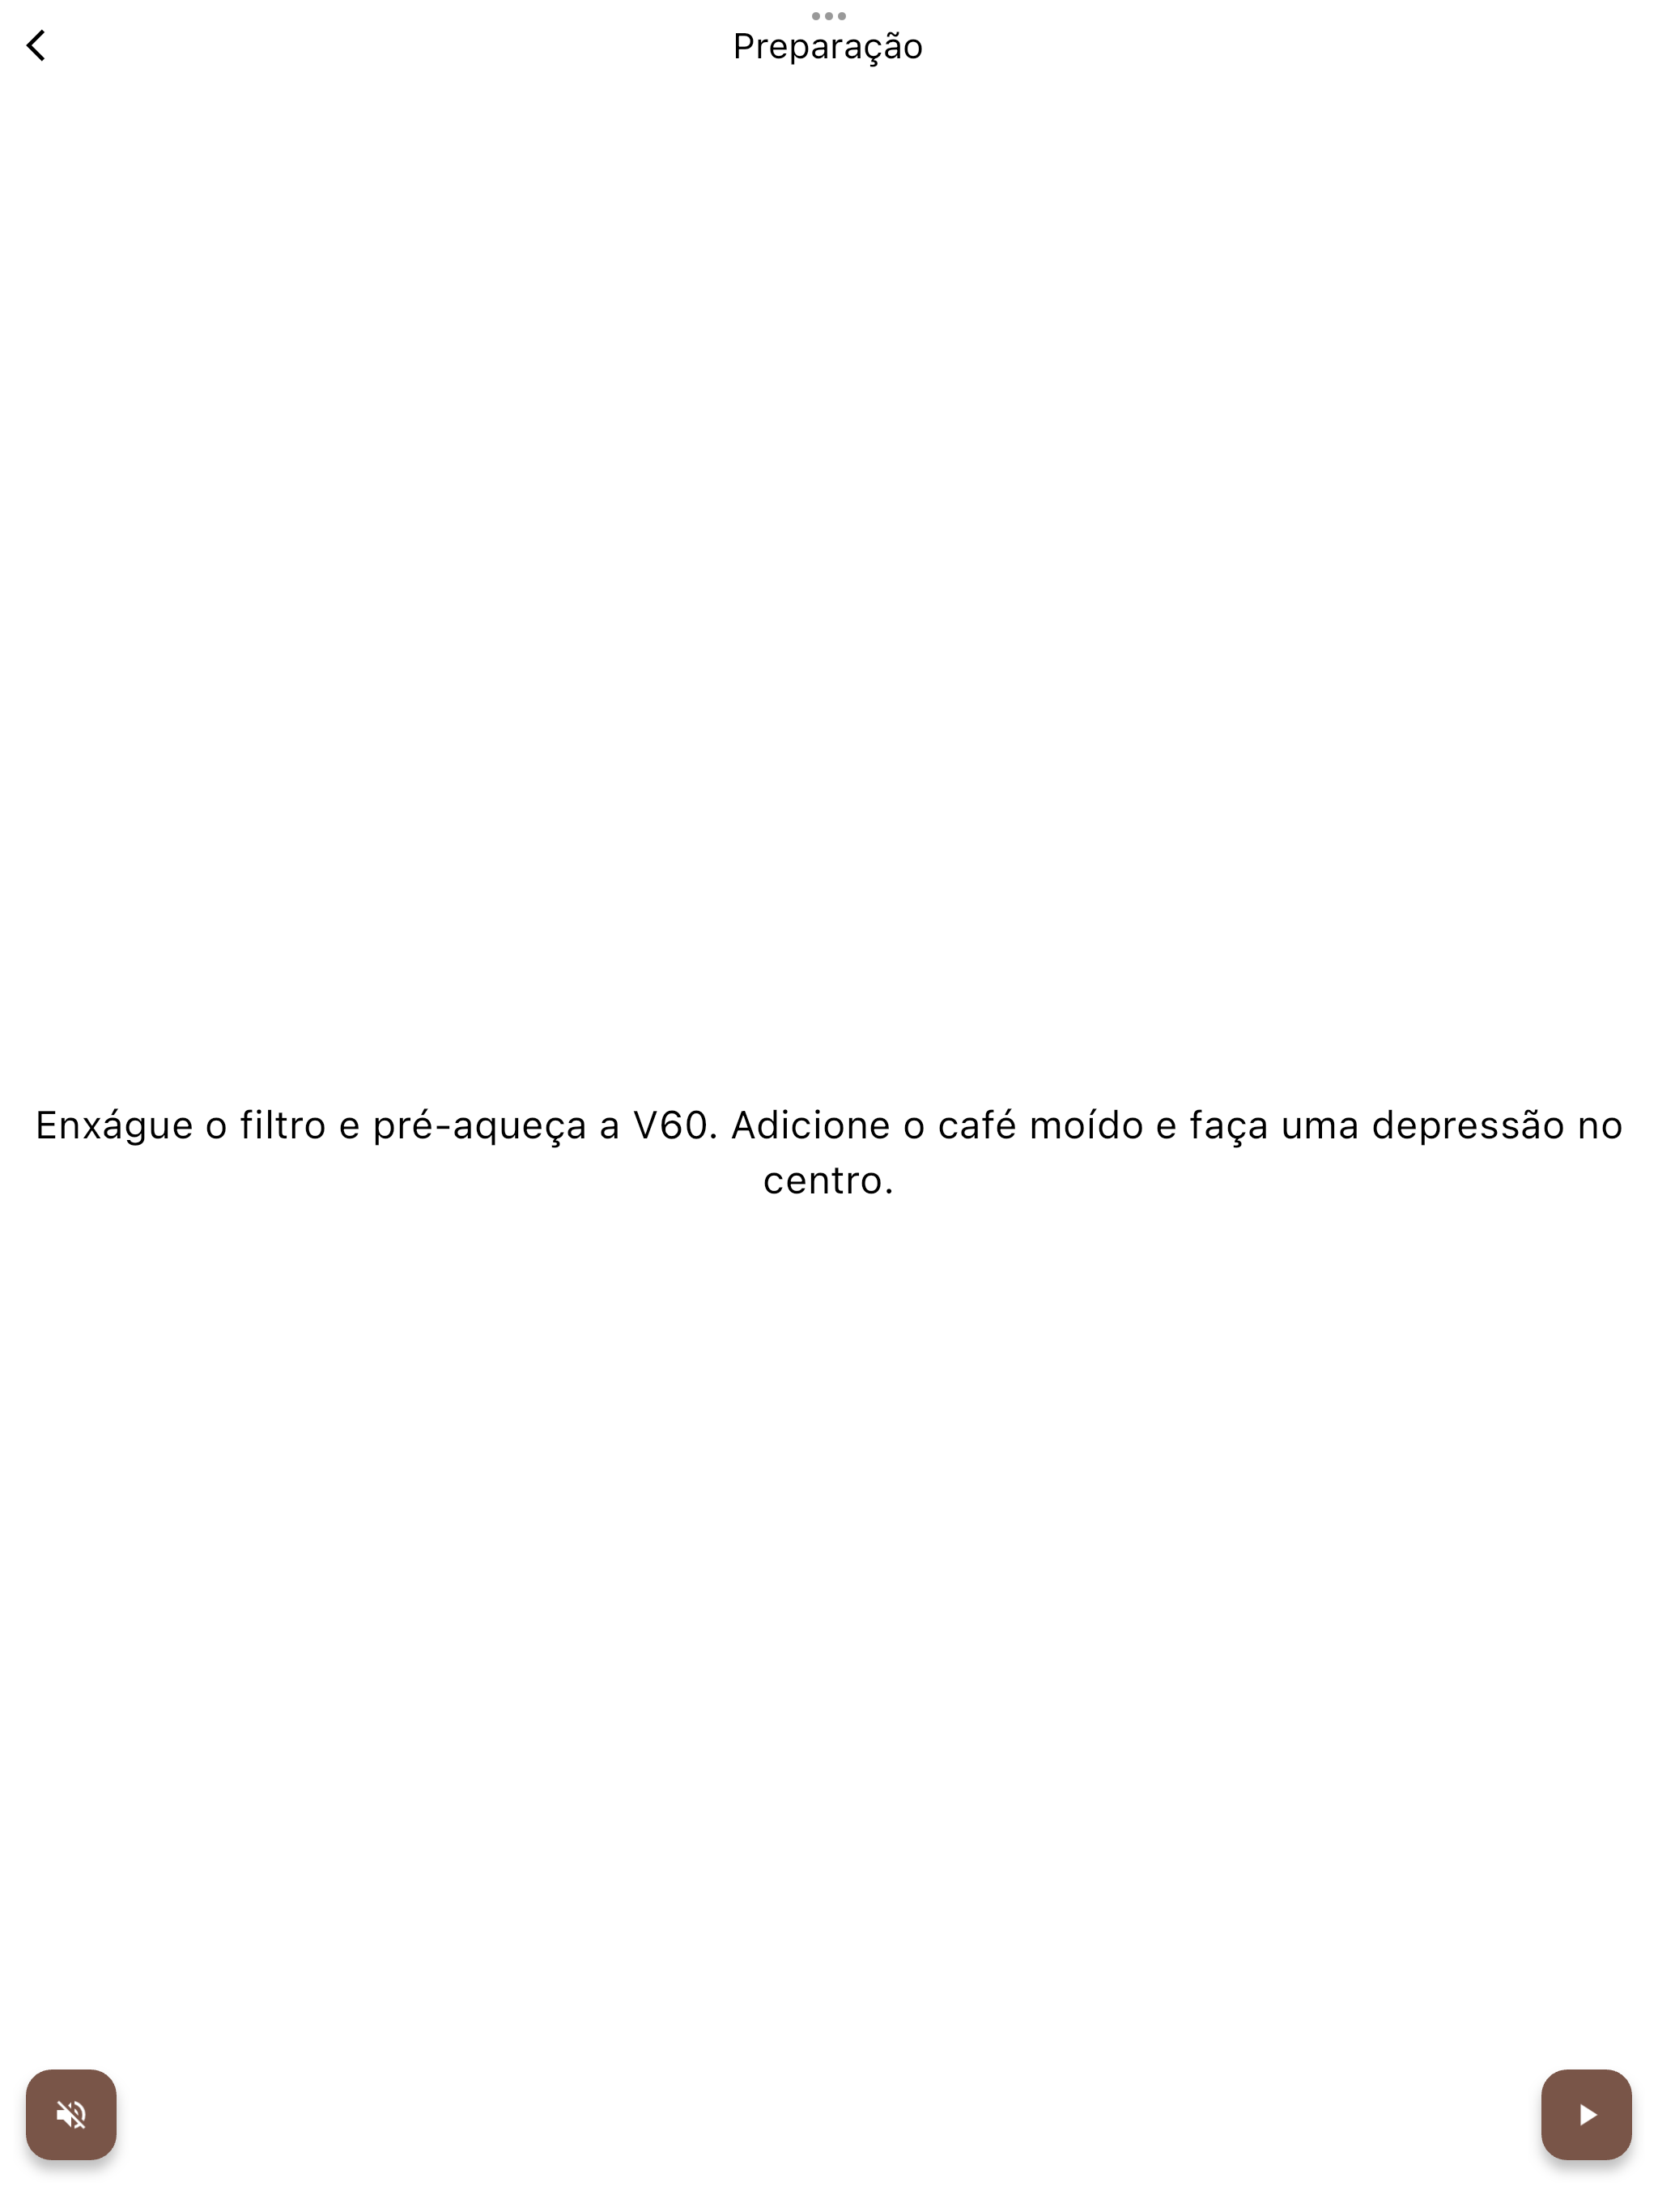 Preparação
Enxágue o filtro e pré-aqueça a V60. Adicione o café moído e faça uma depressão no
centro.